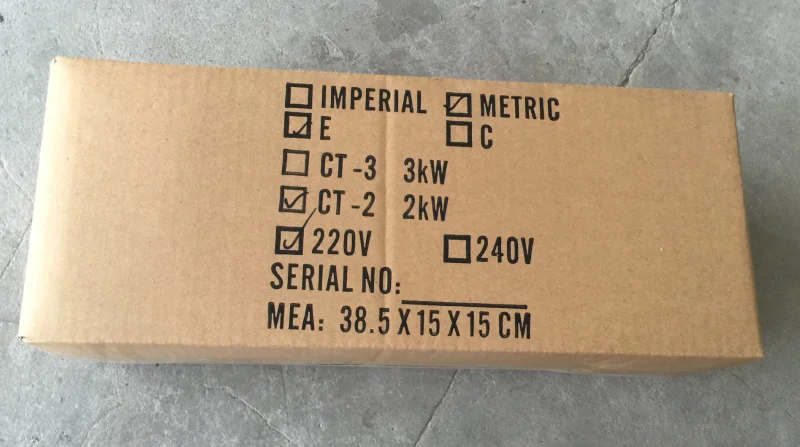 ☐ IMPERIAL ☑ METRIC
☑ E ☐ C
☐ CT-3 3kW
☑ CT-2 2kW
☑ 220V ☐ 240V
SERIAL NO:
MEA: 38.5 X 15 X 15 CM